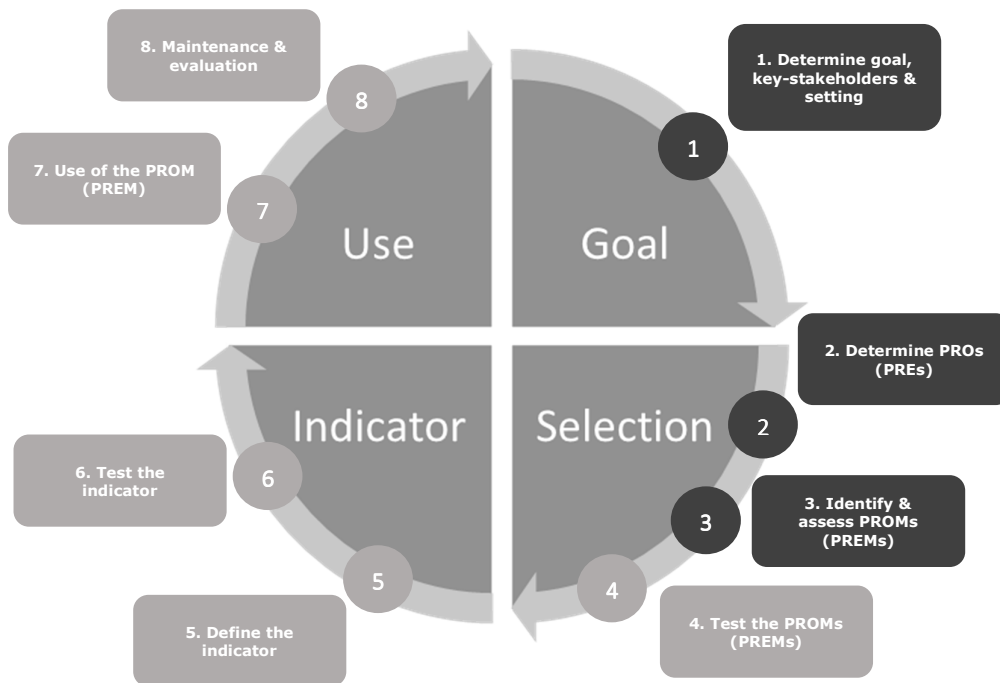 8. Maintenance &
evaluation
1. Determine goal,
key-stakeholders &
setting
8
1
7. Use of the PROM
(PREM)
7
Use
Goal
2. Determine PROs
(PREs)
Indicator
Selection
2
6. Test the
indicator
6
3
3. Identify &
assess PROMs
(PREMs)
5
4
5. Define the
indicator
4. Test the PROMs
(PREMs)